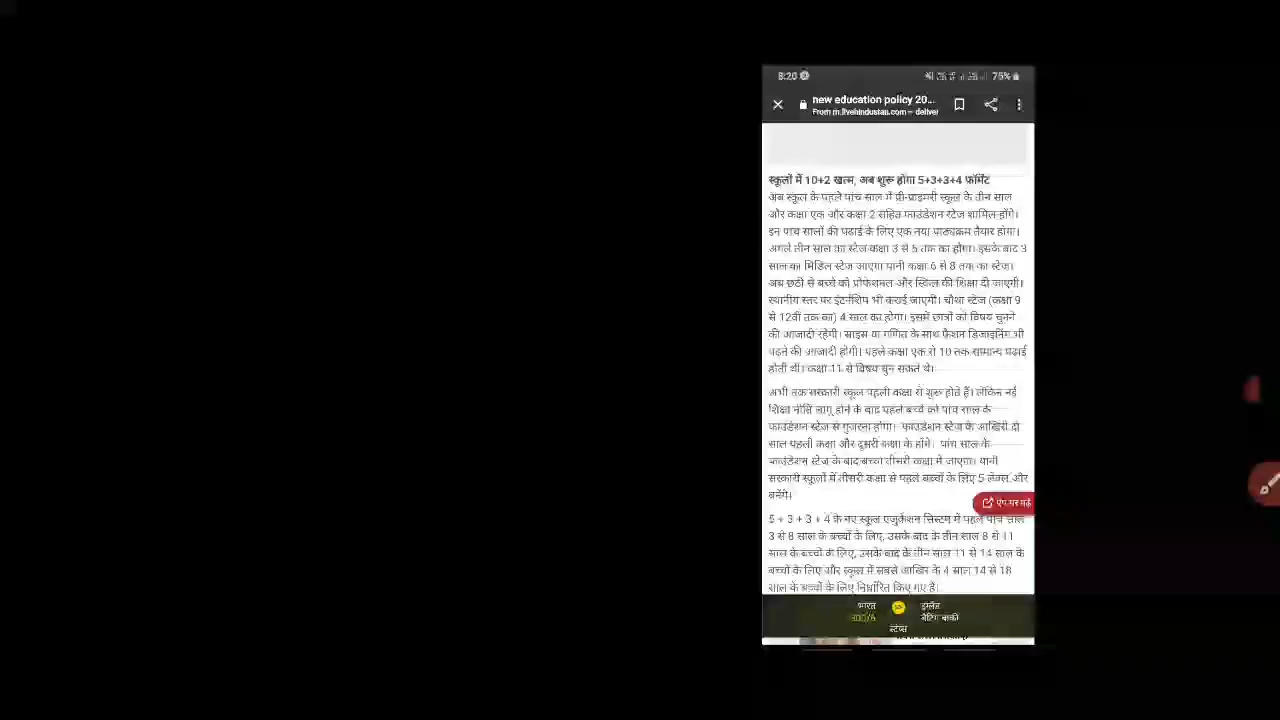 8:20
75%
new education policy 20...
From m.livehindustan.com – deliver
स्कूलों में 10+2 खत्म, अब शुरू होगा 5+3+3+4 फॉर्मेट
अब स्कूल के पहले पांच साल में प्री-प्राइमरी स्कूल के तीन साल
और कक्षा एक और कक्षा 2 सहित फाउंडेशन स्टेज शामिल होंगे।
इन पांच सालों की पढ़ाई के लिए एक नया पाठ्यक्रम तैयार होगा।
अगले तीन साल का स्टेज कक्षा 3 से 5 तक का होगा। इसके बाद 3
साल का मिडिल स्टेज आएगा यानी कक्षा 6 से 8 तक का स्टेज।
अब छठी से बच्चे को प्रोफेशनल और स्किल की शिक्षा दी जाएगी।
स्थानीय स्तर पर इंटर्नशिप भी कराई जाएगी। चौथा स्टेज (कक्षा 9
से 12वीं तक का) 4 साल का होगा। इसमें छात्रों को विषय चुनने
की आजादी रहेगी। साइंस या गणित के साथ फैशन डिजाइनिंग भी
पढ़ने की आजादी होगी। पहले कक्षा एक से 10 तक सामान्य पढ़ाई
होती थी। कक्षा 11 से विषय चुन सकते थे।
अभी तक सरकारी स्कूल पहली कक्षा से शुरू होते हैं। लेकिन नई
शिक्षा नीति लागू होने के बाद पहले बच्चे को पांच साल के
फाउंडेशन स्टेज से गुजरना होगा। फाउंडेशन स्टेज के आखिरी दो
साल पहली कक्षा और दूसरी कक्षा के होंगे। पांच साल के
फाउंडेशन स्टेज के बाद बच्चा तीसरी कक्षा में जाएगा। यानी
सरकारी स्कूलों में तीसरी कक्षा से पहले बच्चों के लिए 5 लेवल और
बनेंगे।
ऐप पर पढ़ें
5 + 3 + 3 + 4 के नए स्कूल एजुकेशन सिस्टम में पहले पांच साल
3 से 8 साल के बच्चों के लिए, उसके बाद के तीन साल 8 से 11
साल के बच्चों के लिए, उसके बाद के तीन साल 11 से 14 साल के
बच्चों के लिए और स्कूल में सबसे आखिर के 4 साल 14 से 18
साल के बच्चों के लिए निर्धारित किए गए हैं।
भारत
इंग्लैंड
300/6
बैटिंग बाकी
स्टंप्स